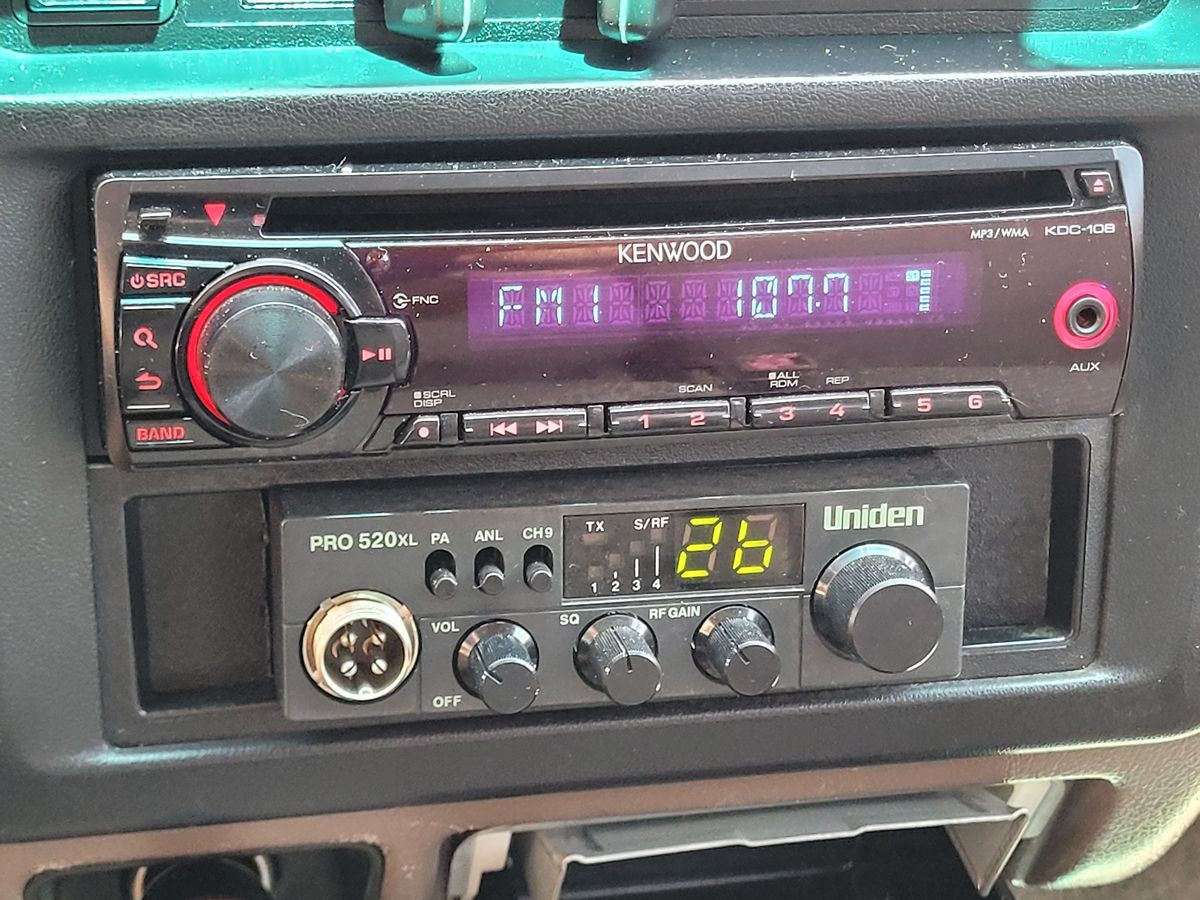 MP3/WMA KDC-108
KENWOOD
SRC
FNC
FM1 107.7
AUX
SCRL
DISP
SCAN
ALL
RDM
REP
BAND
1 2 3 4 5 6
PRO 520XL
PA ANL CH9
TX S/RF
1 2 3 4
26
Uniden
VOL
OFF
SQ
RF GAIN